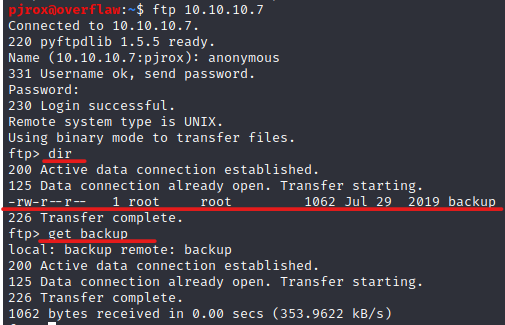 pjrox@overflaw:~$ ftp 10.10.10.7
Connected to 10.10.10.7.
220 pyftpdlib 1.5.5 ready.
Name (10.10.10.7:pjrox): anonymous
331 Username ok, send password.
Password:
230 Login successful.
Remote system type is UNIX.
Using binary mode to transfer files.
ftp> dir
200 Active data connection established.
125 Data connection already open. Transfer starting.
-rw-r--r--   1 root     root         1062 Jul 29  2019 backup
226 Transfer complete.
ftp> get backup
local: backup remote: backup
200 Active data connection established.
125 Data connection already open. Transfer starting.
226 Transfer complete.
1062 bytes received in 0.00 secs (353.9622 kB/s)